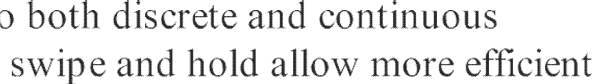 both discrete and continuous
swipe and hold allow more efficient